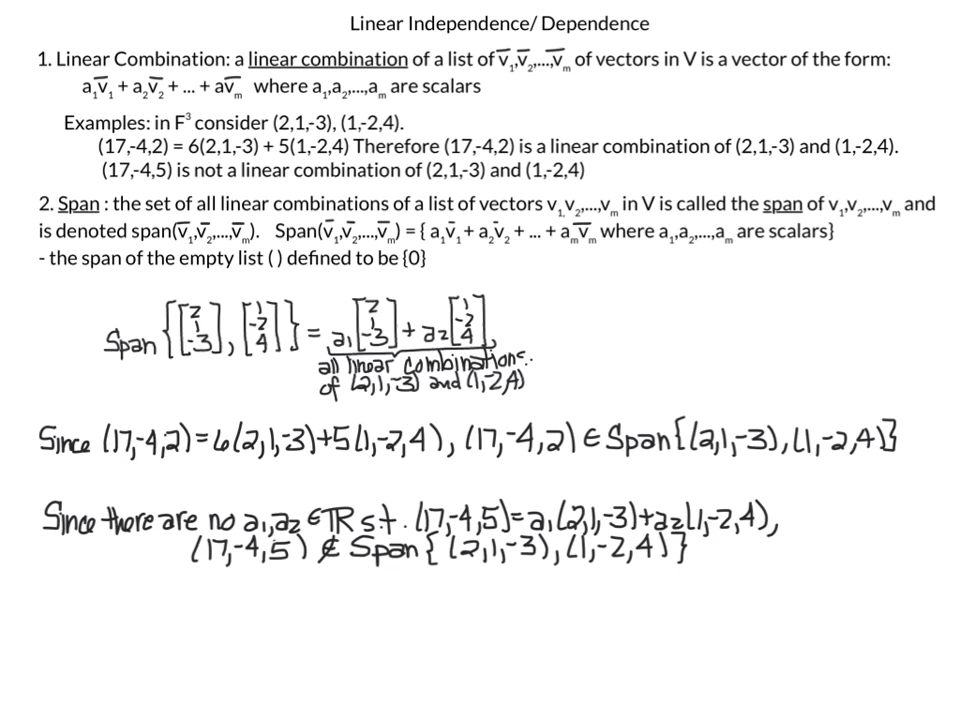 Linear Independence/ Dependence
1. Linear Combination: a linear combination of a list of v̅₁,v̅₂,...,v̅ₘ of vectors in V is a vector of the form:
a₁v̅₁ + a₂v̅₂ + ... + av̅ₘ where a₁,a₂,...,aₘ are scalars
Examples: in F³ consider (2,1,-3), (1,-2,4).
(17,-4,2) = 6(2,1,-3) + 5(1,-2,4) Therefore (17,-4,2) is a linear combination of (2,1,-3) and (1,-2,4).
(17,-4,5) is not a linear combination of (2,1,-3) and (1,-2,4)
2. Span : the set of all linear combinations of a list of vectors v₁,v₂,...,vₘ in V is called the span of v₁,v₂,...,vₘ and
is denoted span(v̅₁,v̅₂,...,v̅ₘ). Span(v̅₁,v̅₂,...,v̅ₘ) = { a₁v̅₁ + a₂v̅₂ + ... + aₘv̅ₘ where a₁,a₂,...,aₘ are scalars}
- the span of the empty list ( ) defined to be {0}
Span {[2 1 -3], [1 -2 4]} = a₁[2 1 -3] + a₂[1 -2 4]
all linear combinations
of (2,1,-3) and (1,-2,4)
Since (17,-4,2)=6(2,1,-3)+5(1,-2,4), (17,-4,2) ∈ Span{(2,1,-3),(1,-2,4)}
Since there are no a₁,a₂ ∈ ℝ s.t. (17,-4,5)=a₁(2,1,-3)+a₂(1,-2,4),
(17,-4,5) ∉ Span{(2,1,-3),(1,-2,4)}